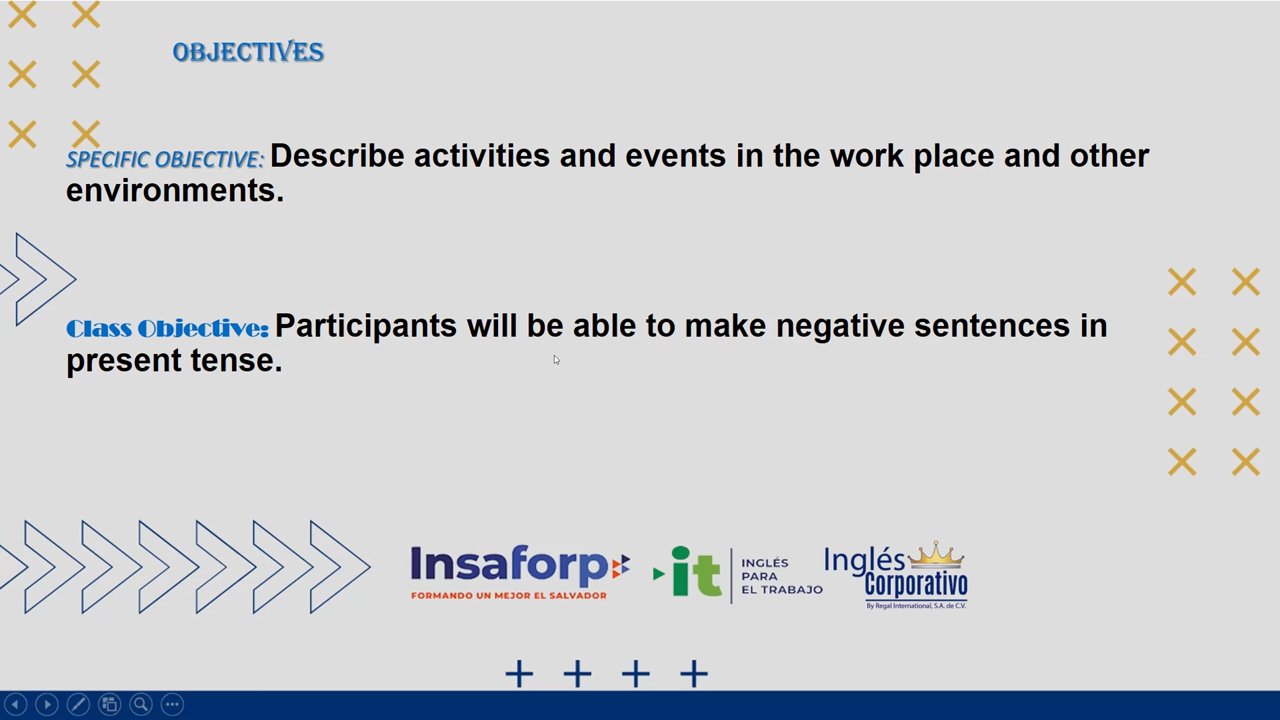 OBJECTIVES
SPECIFIC OBJECTIVE: Describe activities and events in the work place and other
environments.
Class Objective: Participants will be able to make negative sentences in
present tense.
Insaforp
FORMANDO UN MEJOR EL SALVADOR
it
INGLÉS
PARA
EL TRABAJO
Inglés
Corporativo
By Regal International, S.A. de C.V.